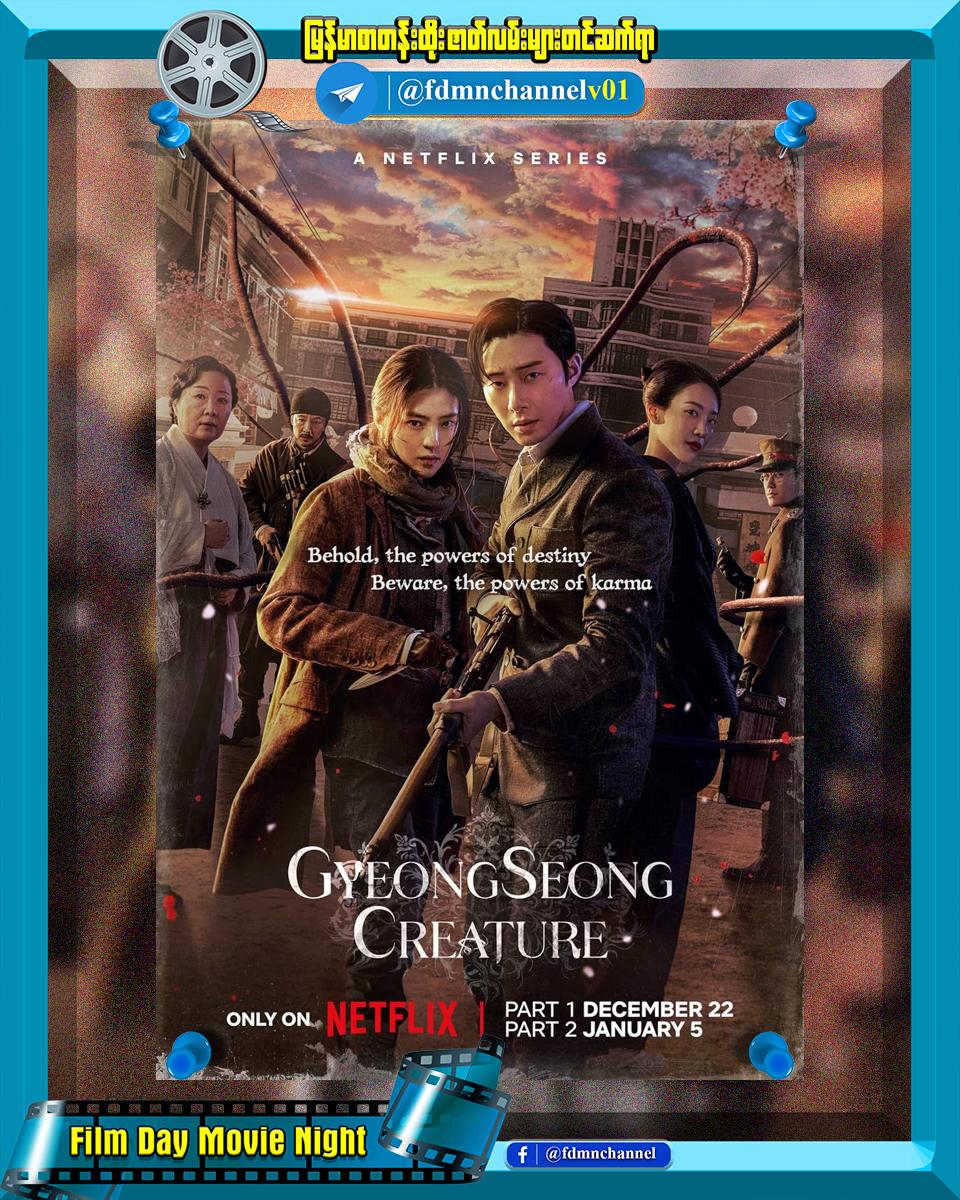 မြန်မာစာတန်းထိုးဇာတ်လမ်းများတင်ဆက်ရာ
@fdmnchannelv01
A NETFLIX SERIES
Behold, the powers of destiny
Beware, the powers of karma
GYEONGSEONG
CREATURE
ONLY ON NETFLIX
PART 1 DECEMBER 22
PART 2 JANUARY 5
Film Day Movie Night
@fdmnchannel